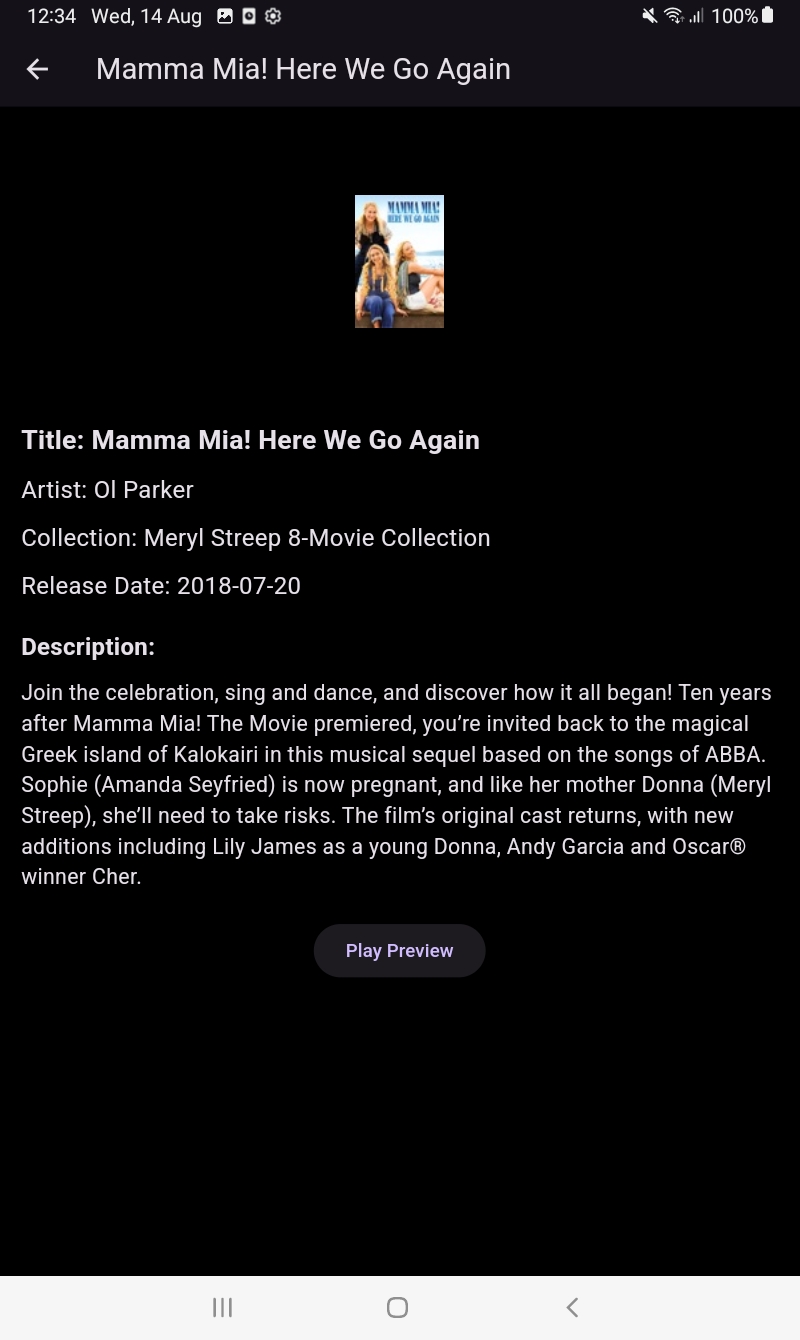 12:34 Wed, 14 Aug 100%
Mamma Mia! Here We Go Again
MAMMA MIA!
HERE WE GO AGAIN
Title: Mamma Mia! Here We Go Again
Artist: Ol Parker
Collection: Meryl Streep 8-Movie Collection
Release Date: 2018-07-20
Description:
Join the celebration, sing and dance, and discover how it all began! Ten years
after Mamma Mia! The Movie premiered, you’re invited back to the magical
Greek island of Kalokairi in this musical sequel based on the songs of ABBA.
Sophie (Amanda Seyfried) is now pregnant, and like her mother Donna (Meryl
Streep), she’ll need to take risks. The film’s original cast returns, with new
additions including Lily James as a young Donna, Andy Garcia and Oscar®
winner Cher.
Play Preview